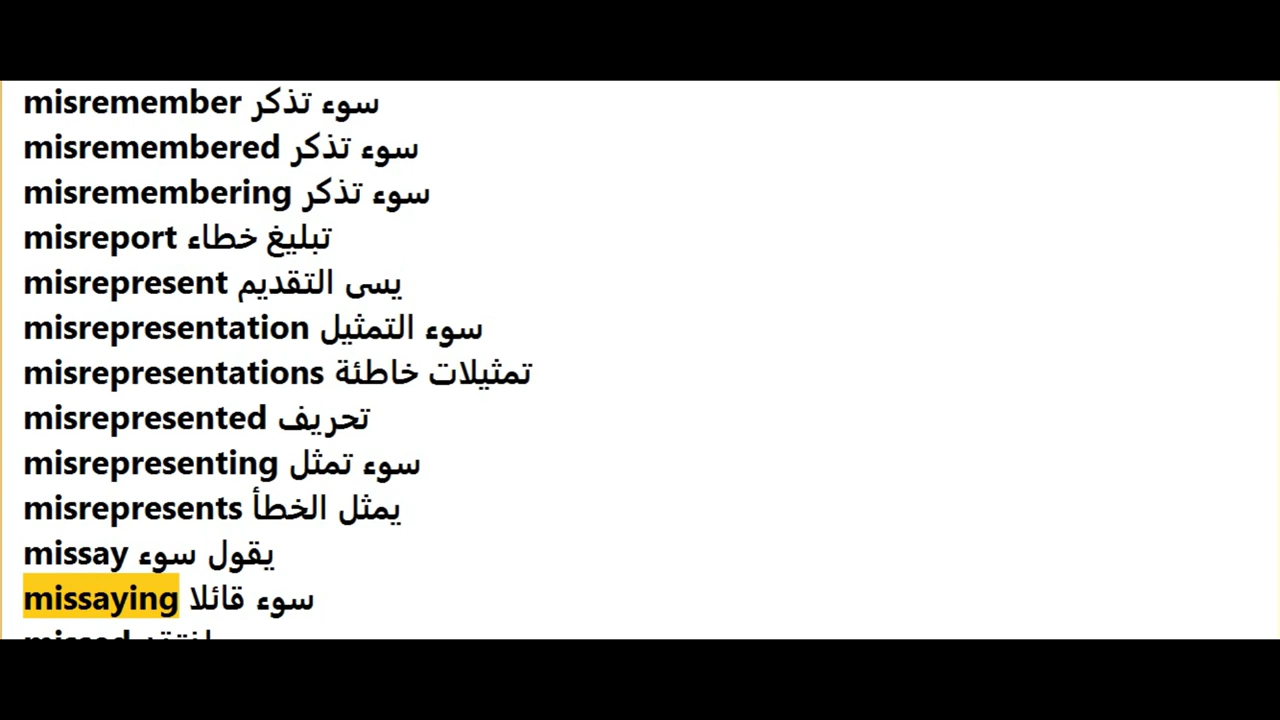 misremember سوء تذكر
misremembered سوء تذكر
misremembering سوء تذكر
misreport تبليغ خطاء
misrepresent يسى التقديم
misrepresentation سوء التمثيل
misrepresentations تمثيلات خاطئة
misrepresented تحريف
misrepresenting سوء تمثل
misrepresents يمثل الخطأ
missay يقول سوء
missaying سوء قائلا